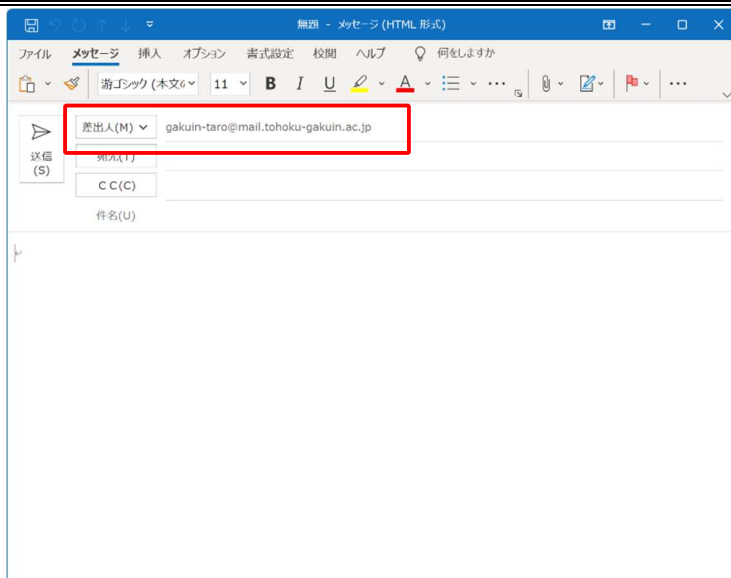 無題 - メッセージ (HTML 形式)
ファイル メッセージ 挿入 オプション 書式設定 校閲 ヘルプ 何をしますか
游ゴシック (本文 11 B I U A
差出人(M) gakuin-taro@mail.tohoku-gakuin.ac.jp
送信
(S)
宛先(T)
C C(C)
件名(U)